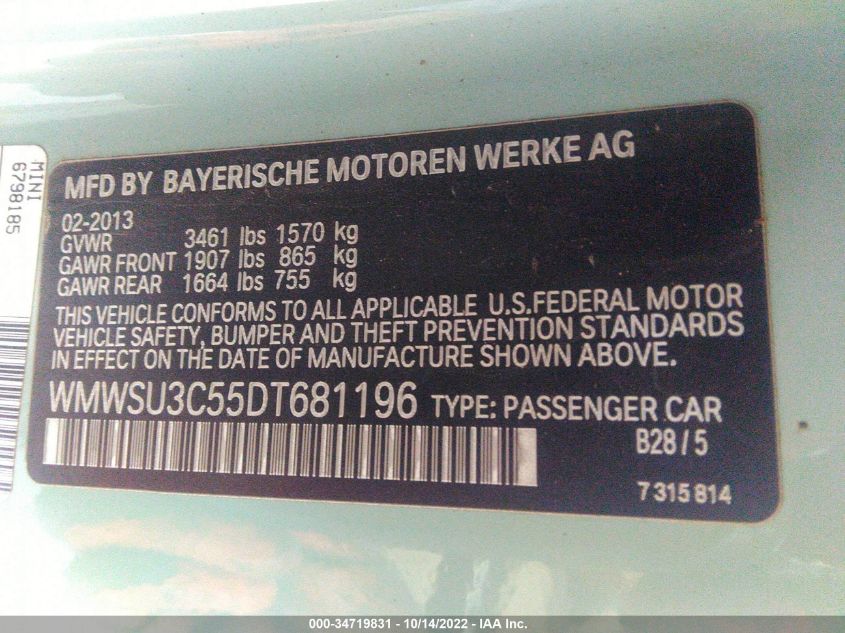 MFD BY BAYERISCHE MOTOREN WERKE AG
02-2013
GVWR 3461 lbs 1570 kg
GAWR FRONT 1907 lbs 865 kg
GAWR REAR 1664 lbs 755 kg
THIS VEHICLE CONFORMS TO ALL APPLICABLE U.S.FEDERAL MOTOR
VEHICLE SAFETY, BUMPER AND THEFT PREVENTION STANDARDS
IN EFFECT ON THE DATE OF MANUFACTURE SHOWN ABOVE.
WMWSU3C55DT681196 TYPE: PASSENGER CAR
B28 / 5
7 315 814
MINI
6798185
000-34719831 - 10/14/2022 - IAA Inc.